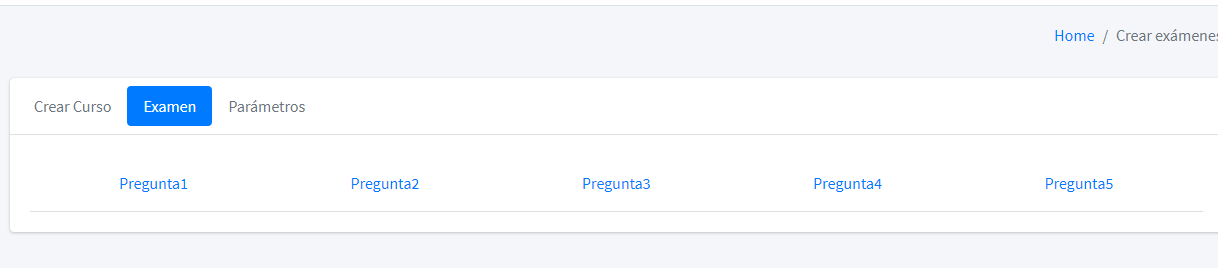 Home / Crear exámenes
Crear Curso Examen Parámetros
Pregunta1 Pregunta2 Pregunta3 Pregunta4 Pregunta5